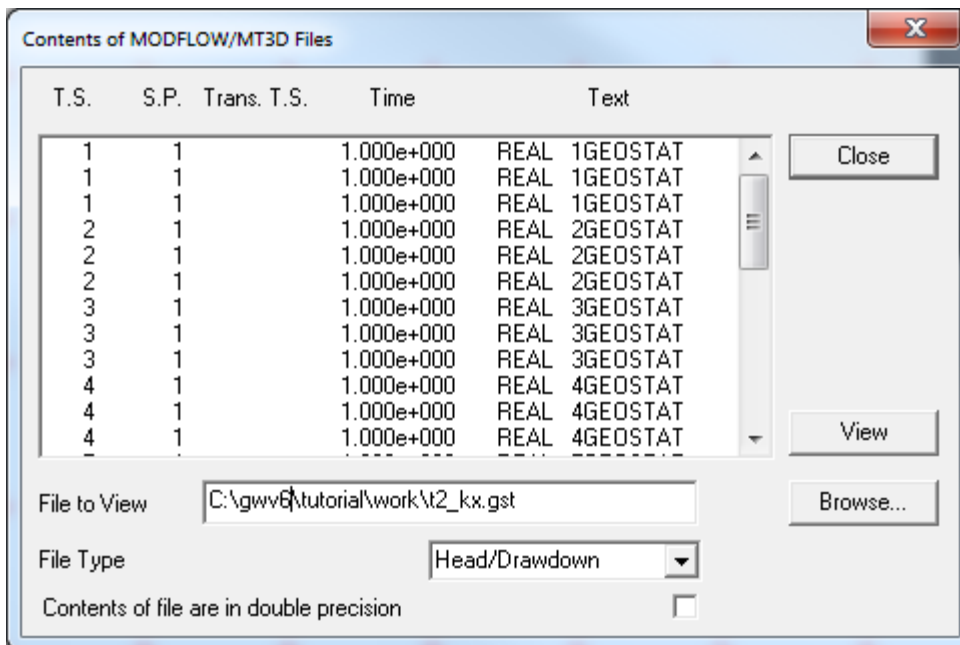 Contents of MODFLOW/MT3D Files
T.S. S.P. Trans. T.S. Time Text
1 1 1.000e+000 REAL 1GEOSTAT
1 1 1.000e+000 REAL 1GEOSTAT
1 1 1.000e+000 REAL 1GEOSTAT
2 1 1.000e+000 REAL 2GEOSTAT
2 1 1.000e+000 REAL 2GEOSTAT
2 1 1.000e+000 REAL 2GEOSTAT
3 1 1.000e+000 REAL 3GEOSTAT
3 1 1.000e+000 REAL 3GEOSTAT
3 1 1.000e+000 REAL 3GEOSTAT
4 1 1.000e+000 REAL 4GEOSTAT
4 1 1.000e+000 REAL 4GEOSTAT
4 1 1.000e+000 REAL 4GEOSTAT
Close
View
File to View C:\gwv6\tutorial\work\t2_kx.gst Browse...
File Type Head/Drawdown
Contents of file are in double precision